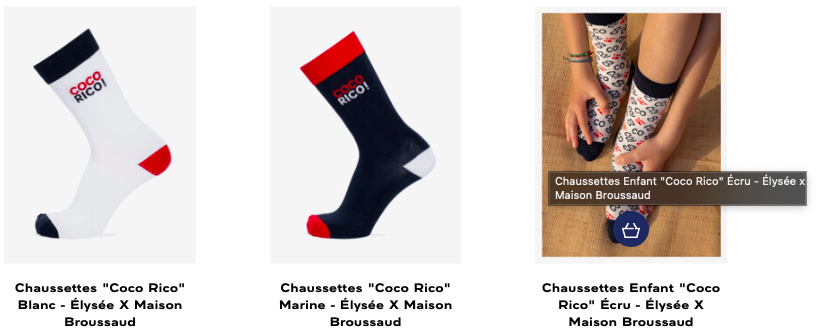 COCO
RICO!
COCO
RICO!
Chaussettes Enfant "Coco Rico" Écru - Élysée x
Maison Broussaud
Chaussettes "Coco Rico"
Blanc - Élysée X Maison
Broussaud
Chaussettes "Coco Rico"
Marine - Élysée X Maison
Broussaud
Chaussettes Enfant "Coco
Rico" Écru - Élysée X
Maison Broussaud